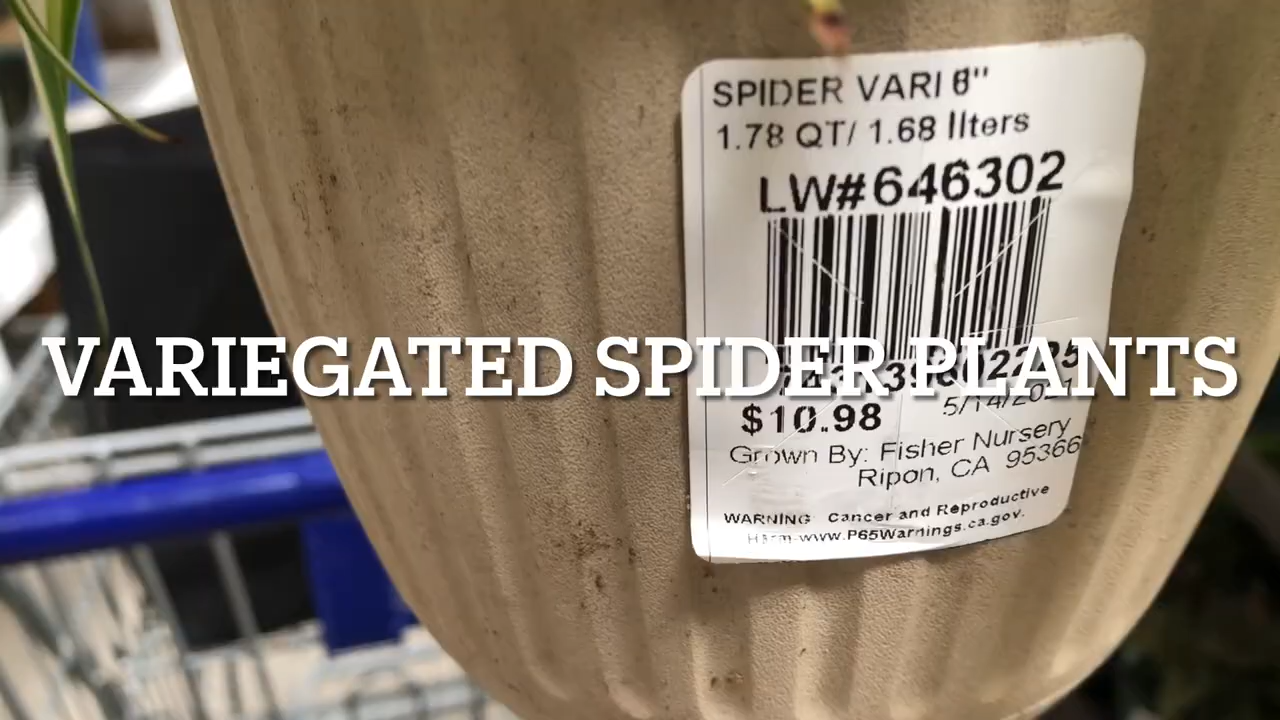 SPIDER VARI 6"
1.78 QT/ 1.68 liters
LW#646302
VARIEGATED SPIDER PLANTS
$10.98
Grown By: Fisher Nursery
Ripon, CA 95366
WARNING Cancer and Reproductive
Harm-www.P65Warnings.ca.gov.